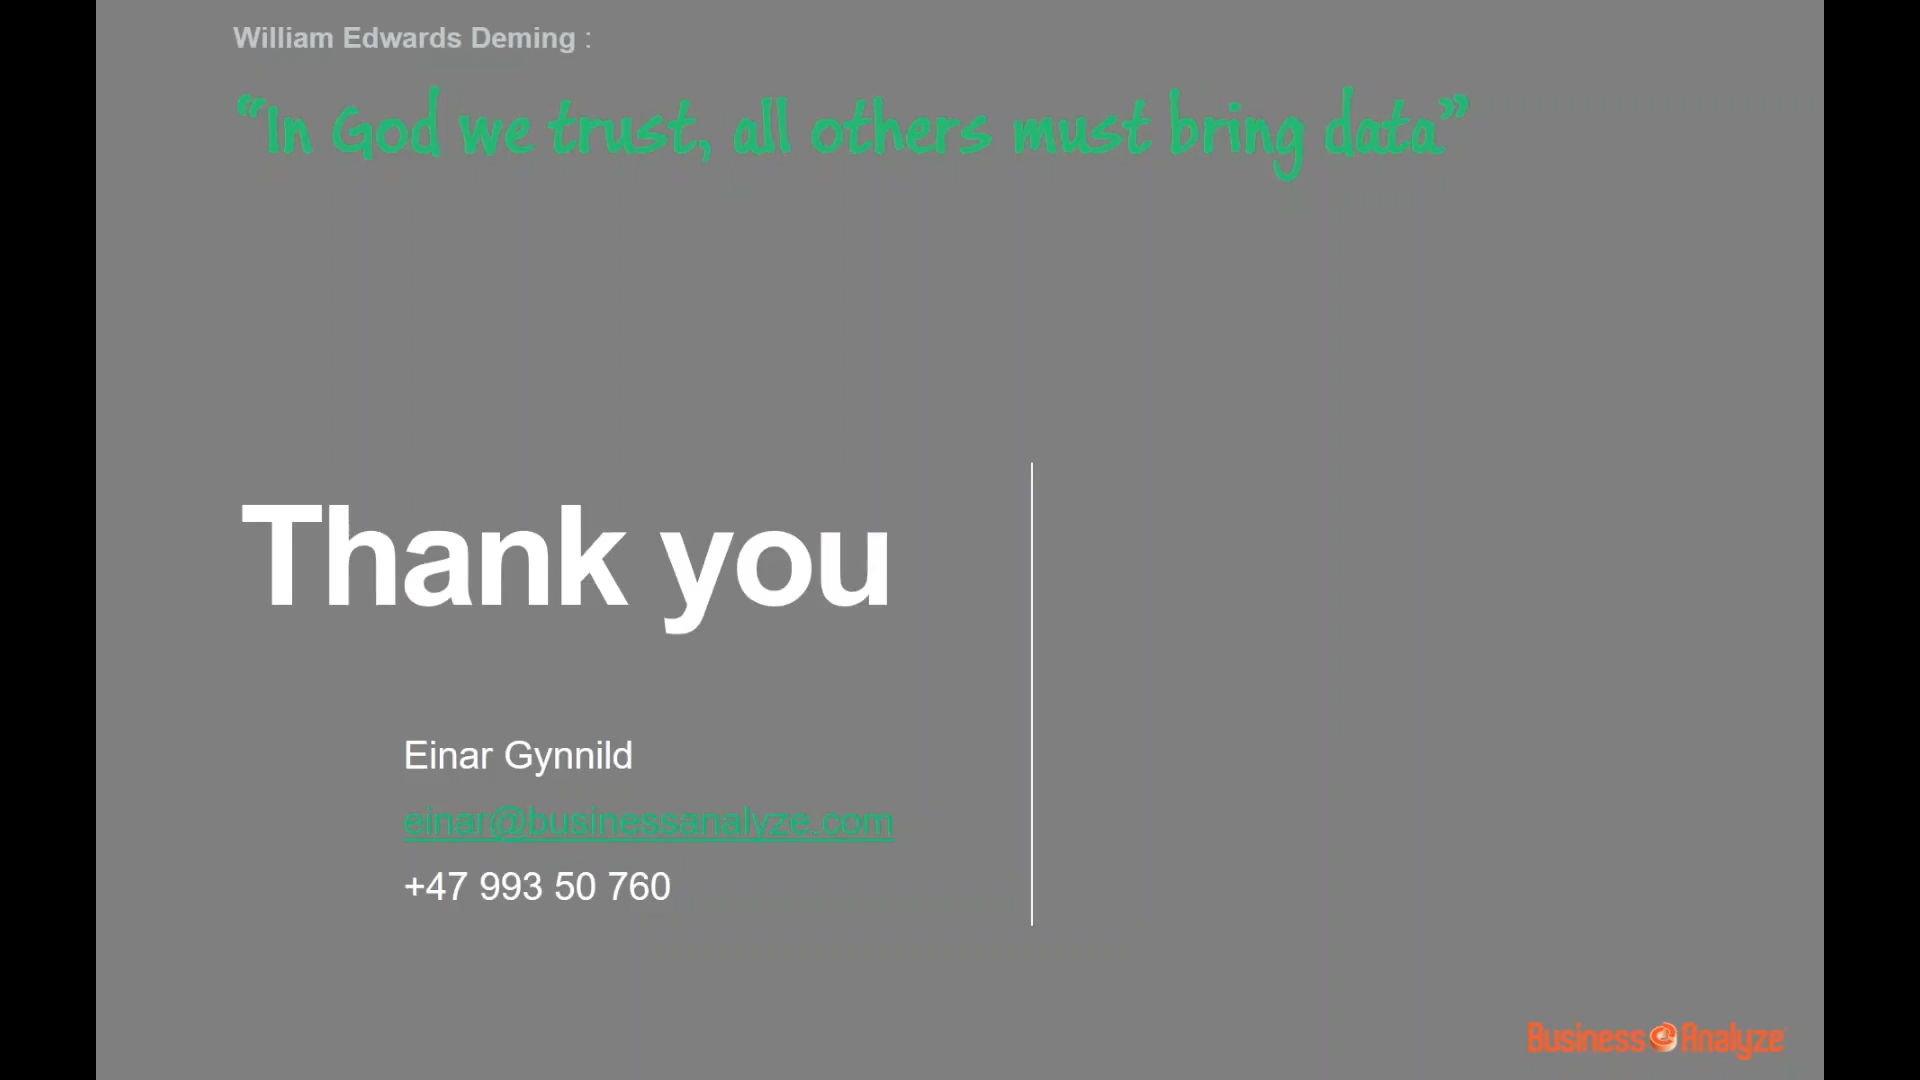 William Edwards Deming :
“In God we trust, all others must bring data”
Thank you
Einar Gynnild
einar@businessanalyze.com
+47 993 50 760
Business Analyze